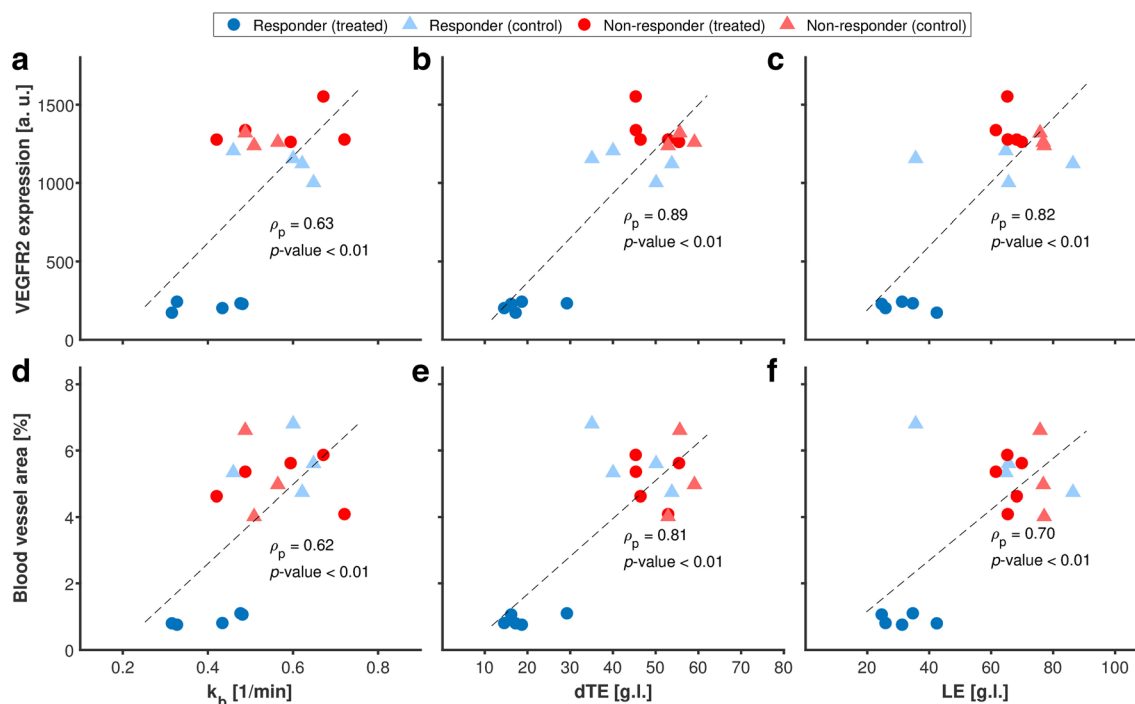 Responder (treated) Responder (control) Non-responder (treated) Non-responder (control)
a b c
VEGFR2 expression [a. u.]
1500
1000
500
0
ρp = 0.63
p-value < 0.01
ρp = 0.89
p-value < 0.01
ρp = 0.82
p-value < 0.01
d e f
Blood vessel area [%]
8
6
4
2
0
ρp = 0.62
p-value < 0.01
ρp = 0.81
p-value < 0.01
ρp = 0.70
p-value < 0.01
0.2 0.4 0.6 0.8
10 20 30 40 50 60 70 80
20 40 60 80 100
kb [1/min]
dTE [g.l.]
LE [g.l.]